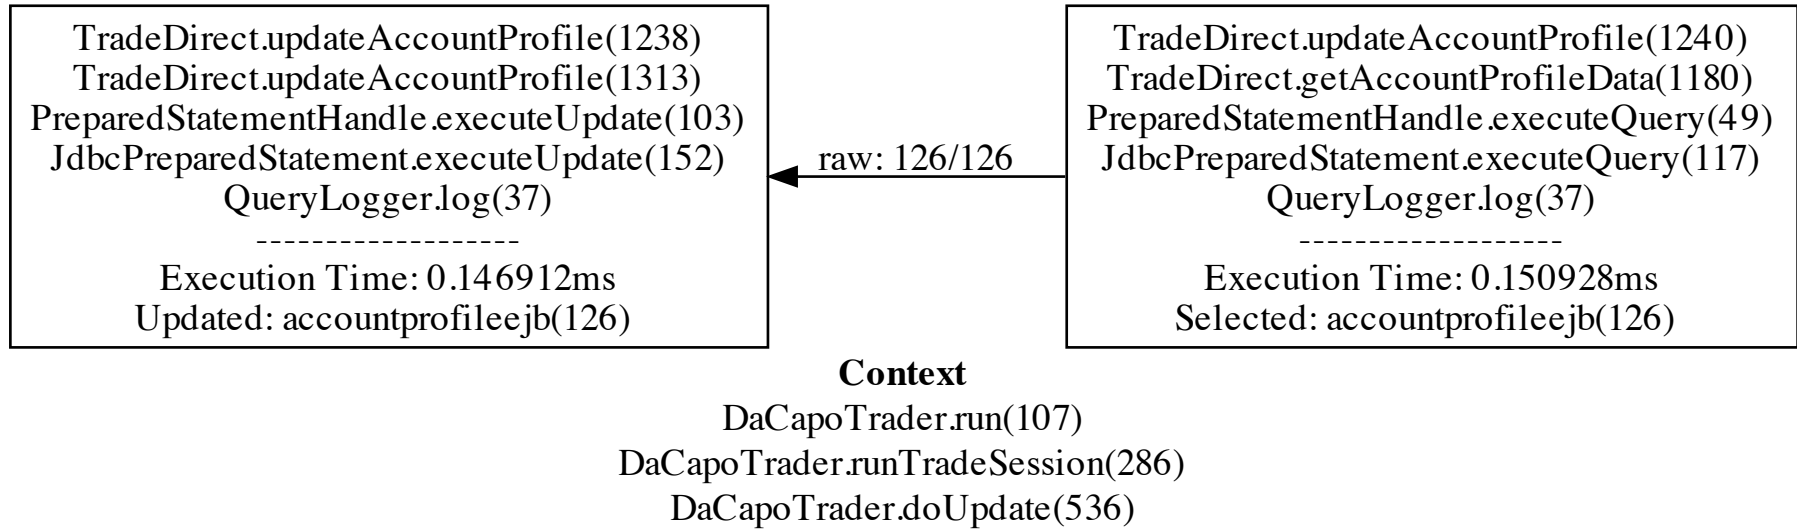 TradeDirect.updateAccountProfile(1238)
TradeDirect.updateAccountProfile(1313)
PreparedStatementHandle.executeUpdate(103)
JdbcPreparedStatement.executeUpdate(152)
QueryLogger.log(37)
-------------------
Execution Time: 0.146912ms
Updated: accountprofileejb(126)
raw: 126/126
TradeDirect.updateAccountProfile(1240)
TradeDirect.getAccountProfileData(1180)
PreparedStatementHandle.executeQuery(49)
JdbcPreparedStatement.executeQuery(117)
QueryLogger.log(37)
-------------------
Execution Time: 0.150928ms
Selected: accountprofileejb(126)
Context
DaCapoTrader.run(107)
DaCapoTrader.runTradeSession(286)
DaCapoTrader.doUpdate(536)